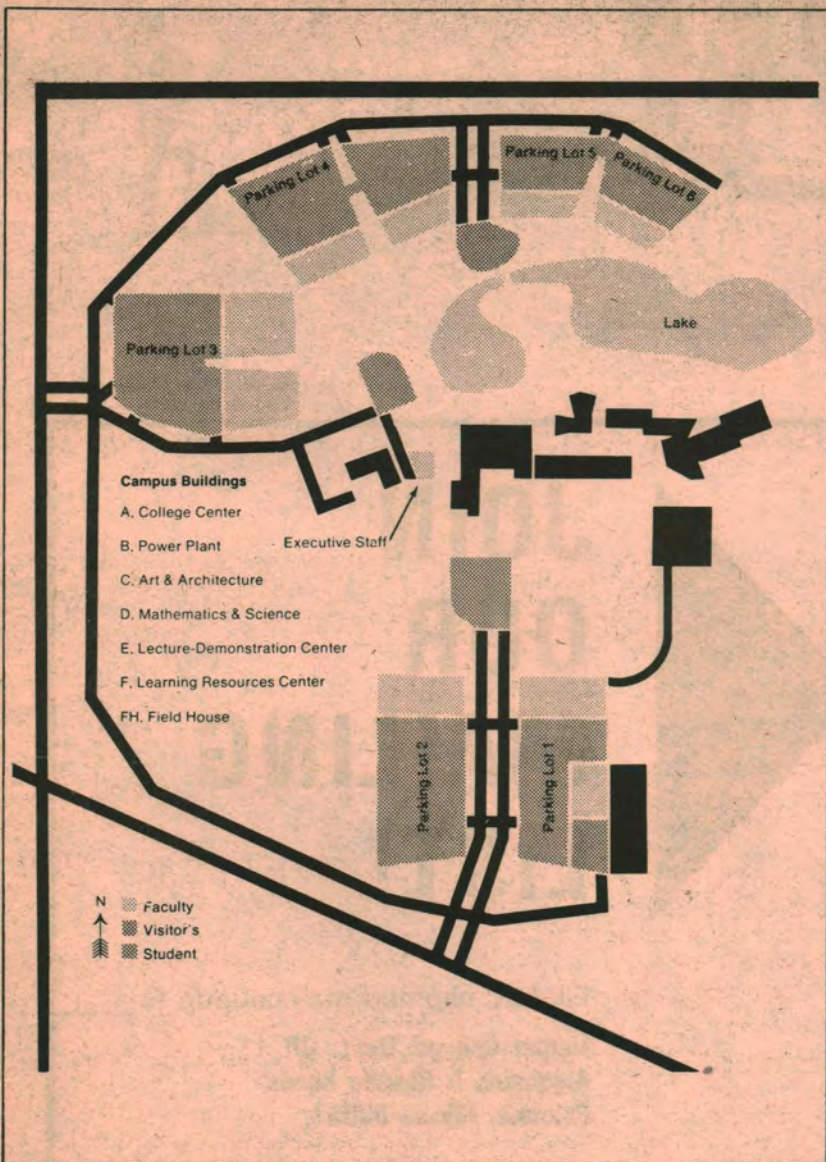 Parking Lot 4
Parking Lot 5
Parking Lot 6
Lake
Parking Lot 3
Campus Buildings
A. College Center
B. Power Plant
Executive Staff
C. Art & Architecture
D. Mathematics & Science
E. Lecture-Demonstration Center
F. Learning Resources Center
FH. Field House
Parking Lot 2
Parking Lot 1
N
Faculty
Visitor's
Student